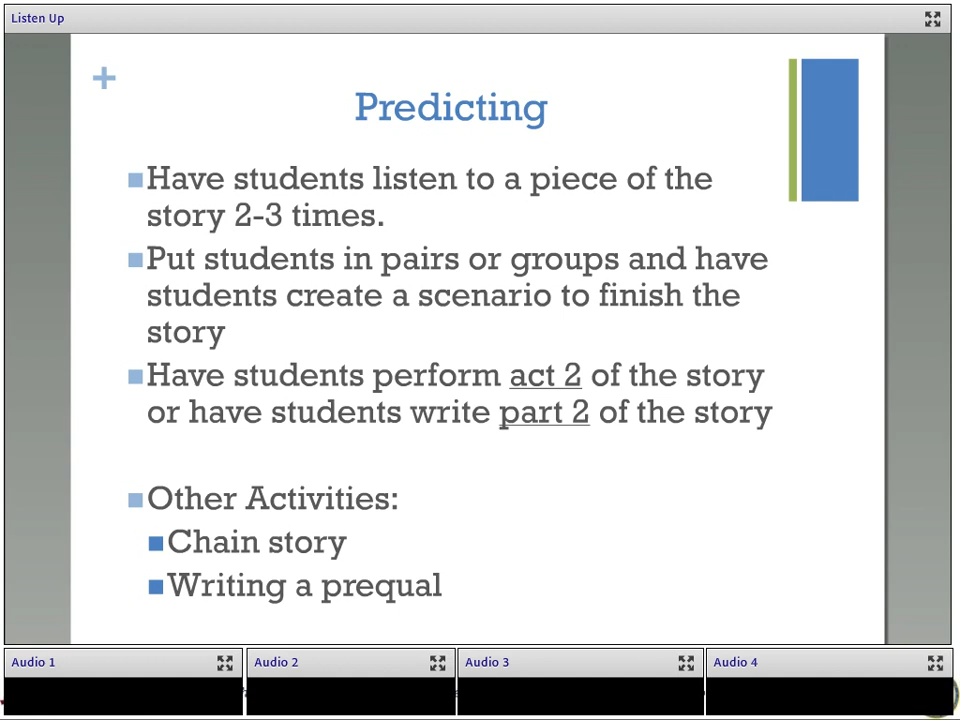 Listen Up
+
Predicting
Have students listen to a piece of the
story 2-3 times.
Put students in pairs or groups and have
students create a scenario to finish the
story
Have students perform act 2 of the story
or have students write part 2 of the story
Other Activities:
Chain story
Writing a prequal
Audio 1
Audio 2
Audio 3
Audio 4